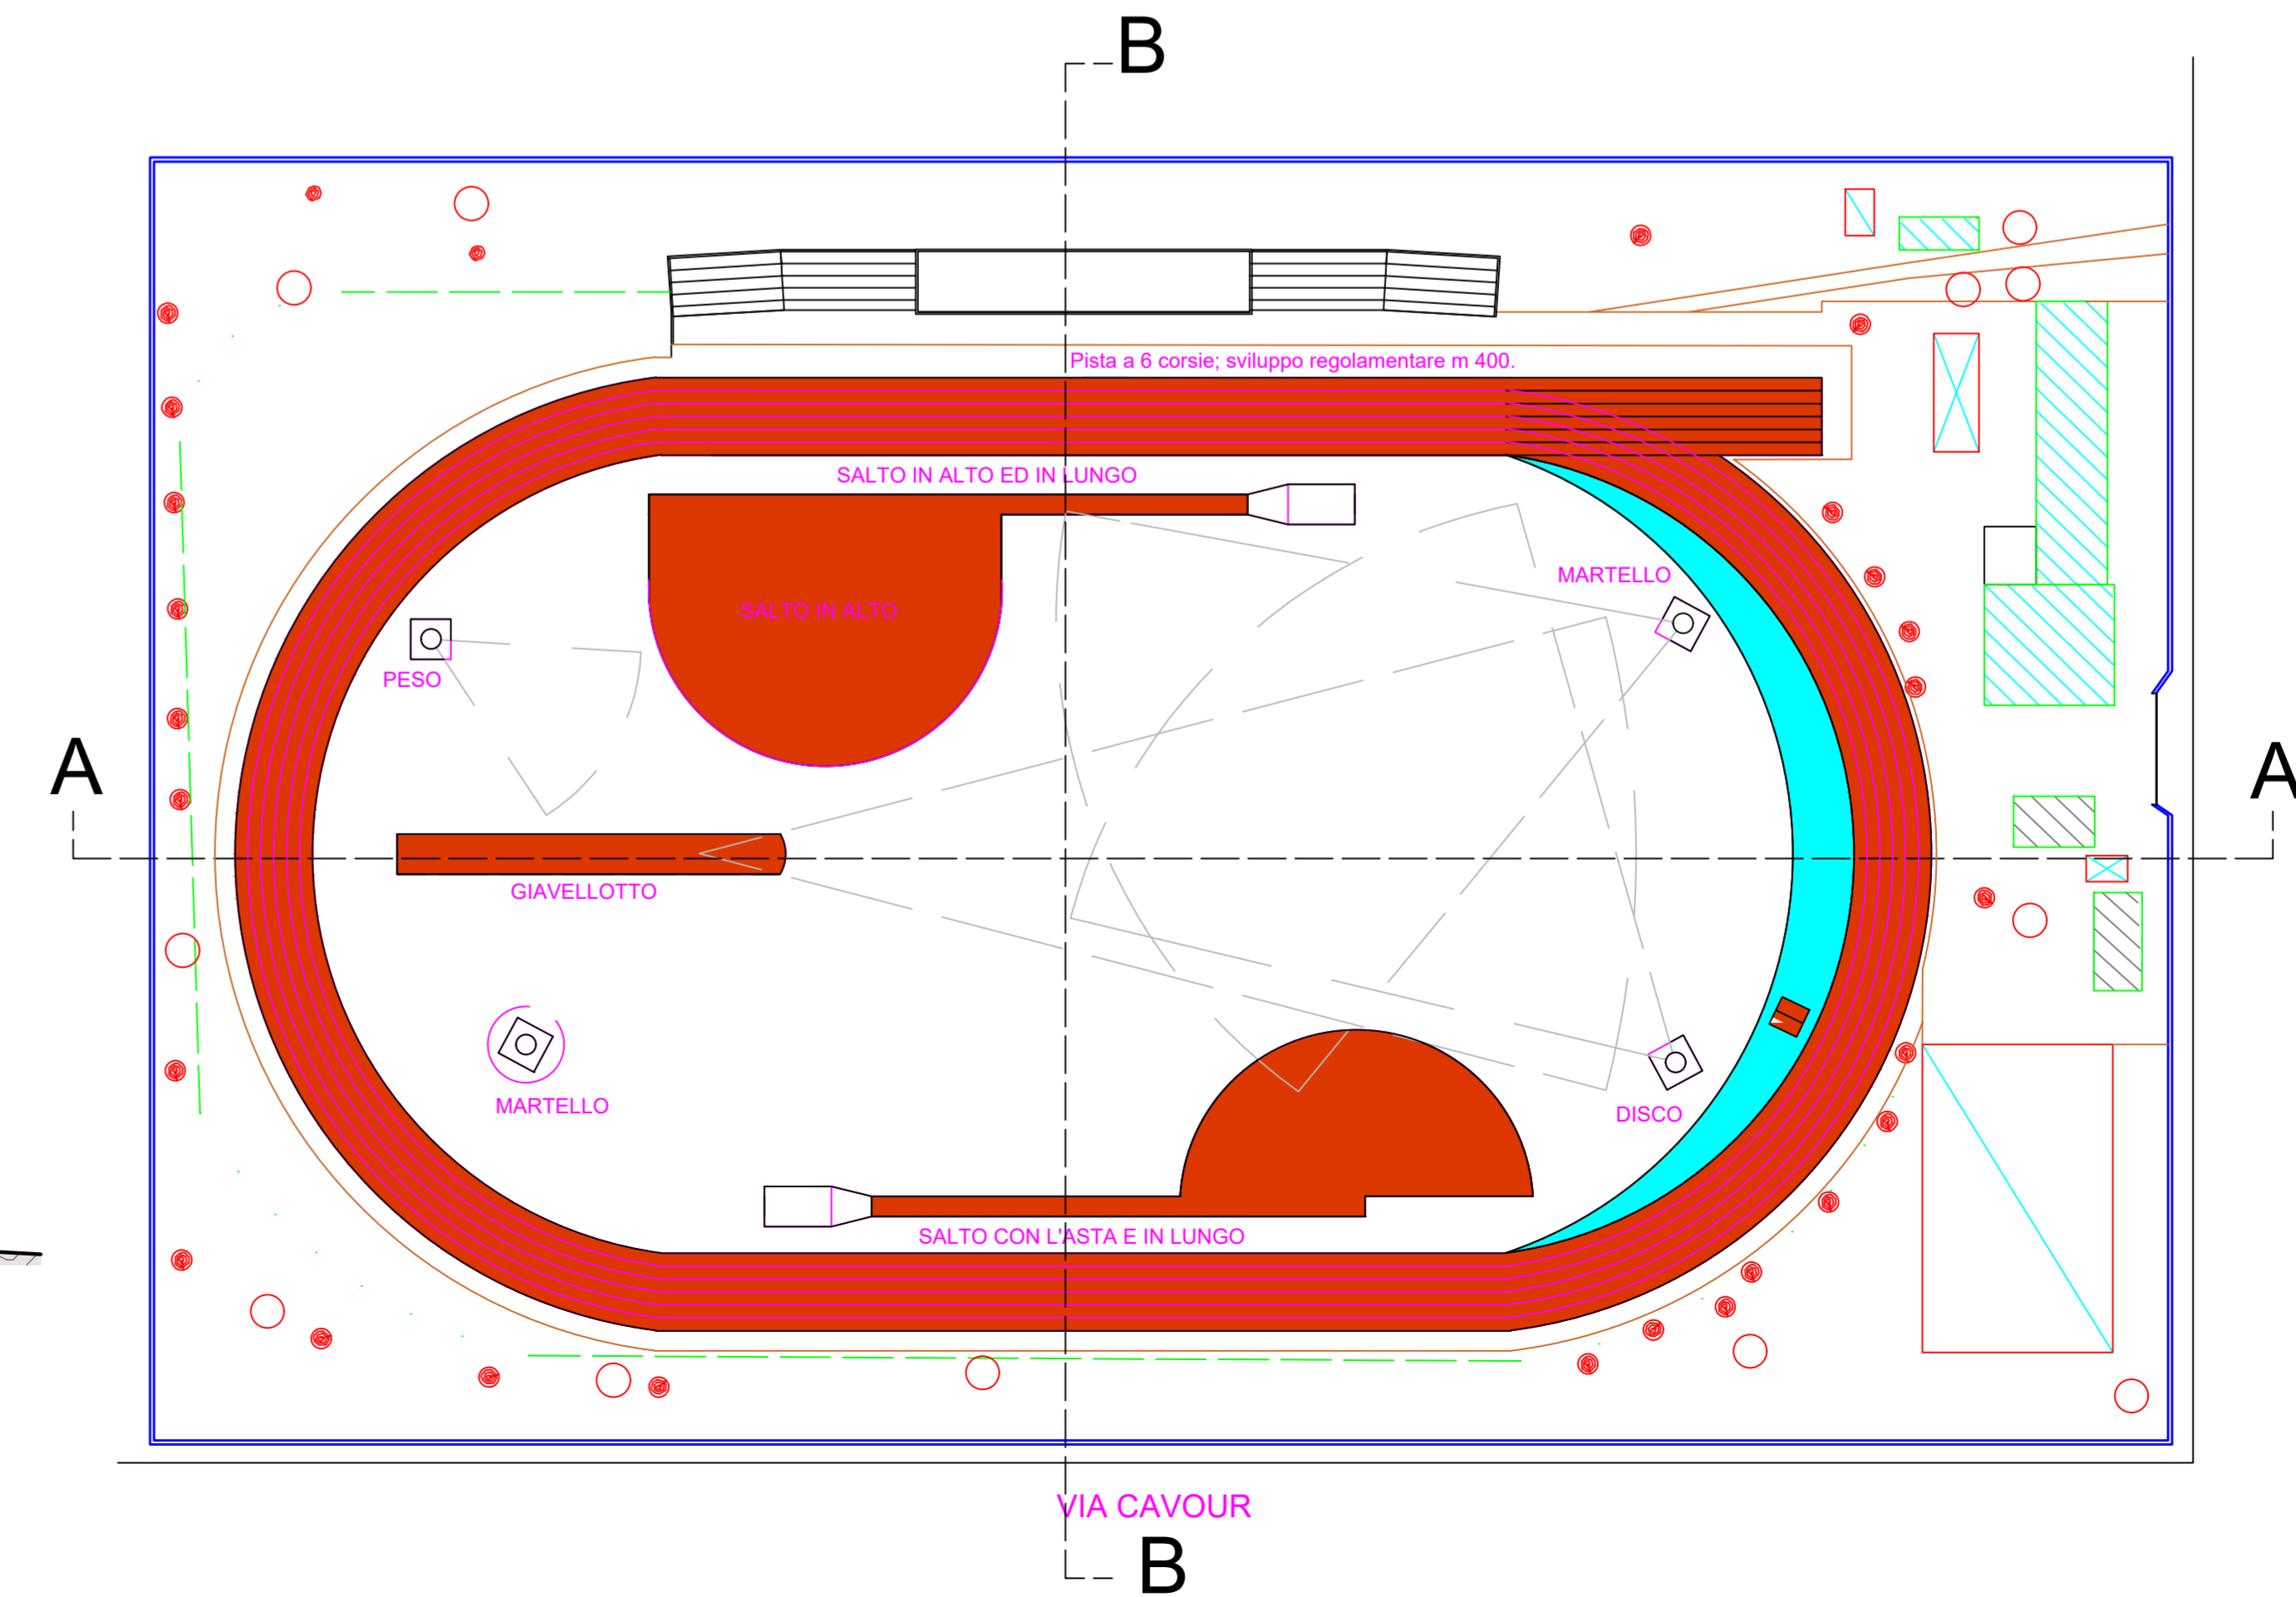 B
Pista a 6 corsie; sviluppo regolamentare m 400.
SALTO IN ALTO ED IN LUNGO
MARTELLO
SALTO IN ALTO
PESO
A
A
GIAVELLOTTO
MARTELLO
DISCO
SALTO CON L'ASTA E IN LUNGO
VIA CAVOUR
B